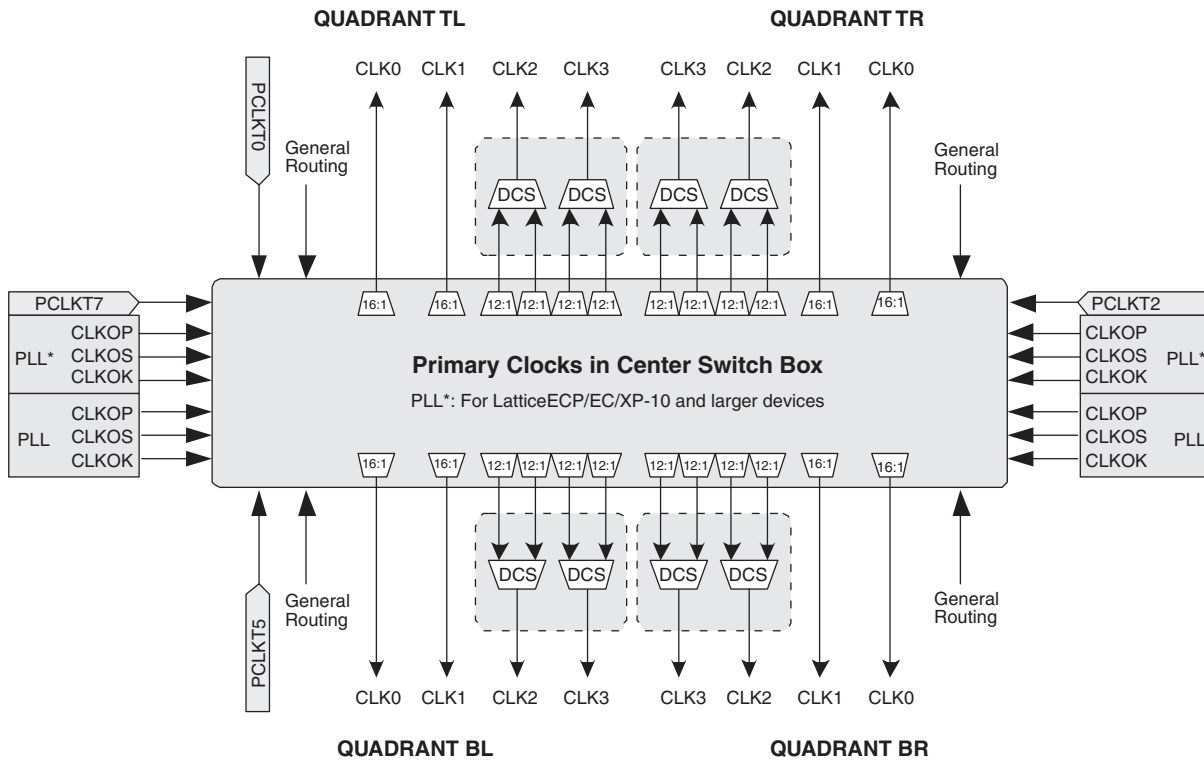 QUADRANT TL
QUADRANT TR
CLK0 CLK1 CLK2 CLK3 CLK3 CLK2 CLK1 CLK0
PCLKT0
General
Routing
General
Routing
DCS DCS DCS DCS
16:1 16:1 12:1 12:1 12:1 12:1 12:1 12:1 12:1 12:1 16:1 16:1
PCLKT7
PLL*
CLKOP
CLKOS
CLKOK
PLL
CLKOP
CLKOS
CLKOK
Primary Clocks in Center Switch Box
PLL*: For LatticeECP/EC/XP-10 and larger devices
PCLKT2
CLKOP
CLKOS
CLKOK
PLL*
CLKOP
CLKOS
CLKOK
PLL
16:1 16:1 12:1 12:1 12:1 12:1 12:1 12:1 12:1 12:1 16:1 16:1
DCS DCS DCS DCS
PCLKT5
General
Routing
General
Routing
CLK0 CLK1 CLK2 CLK3 CLK3 CLK2 CLK1 CLK0
QUADRANT BL
QUADRANT BR